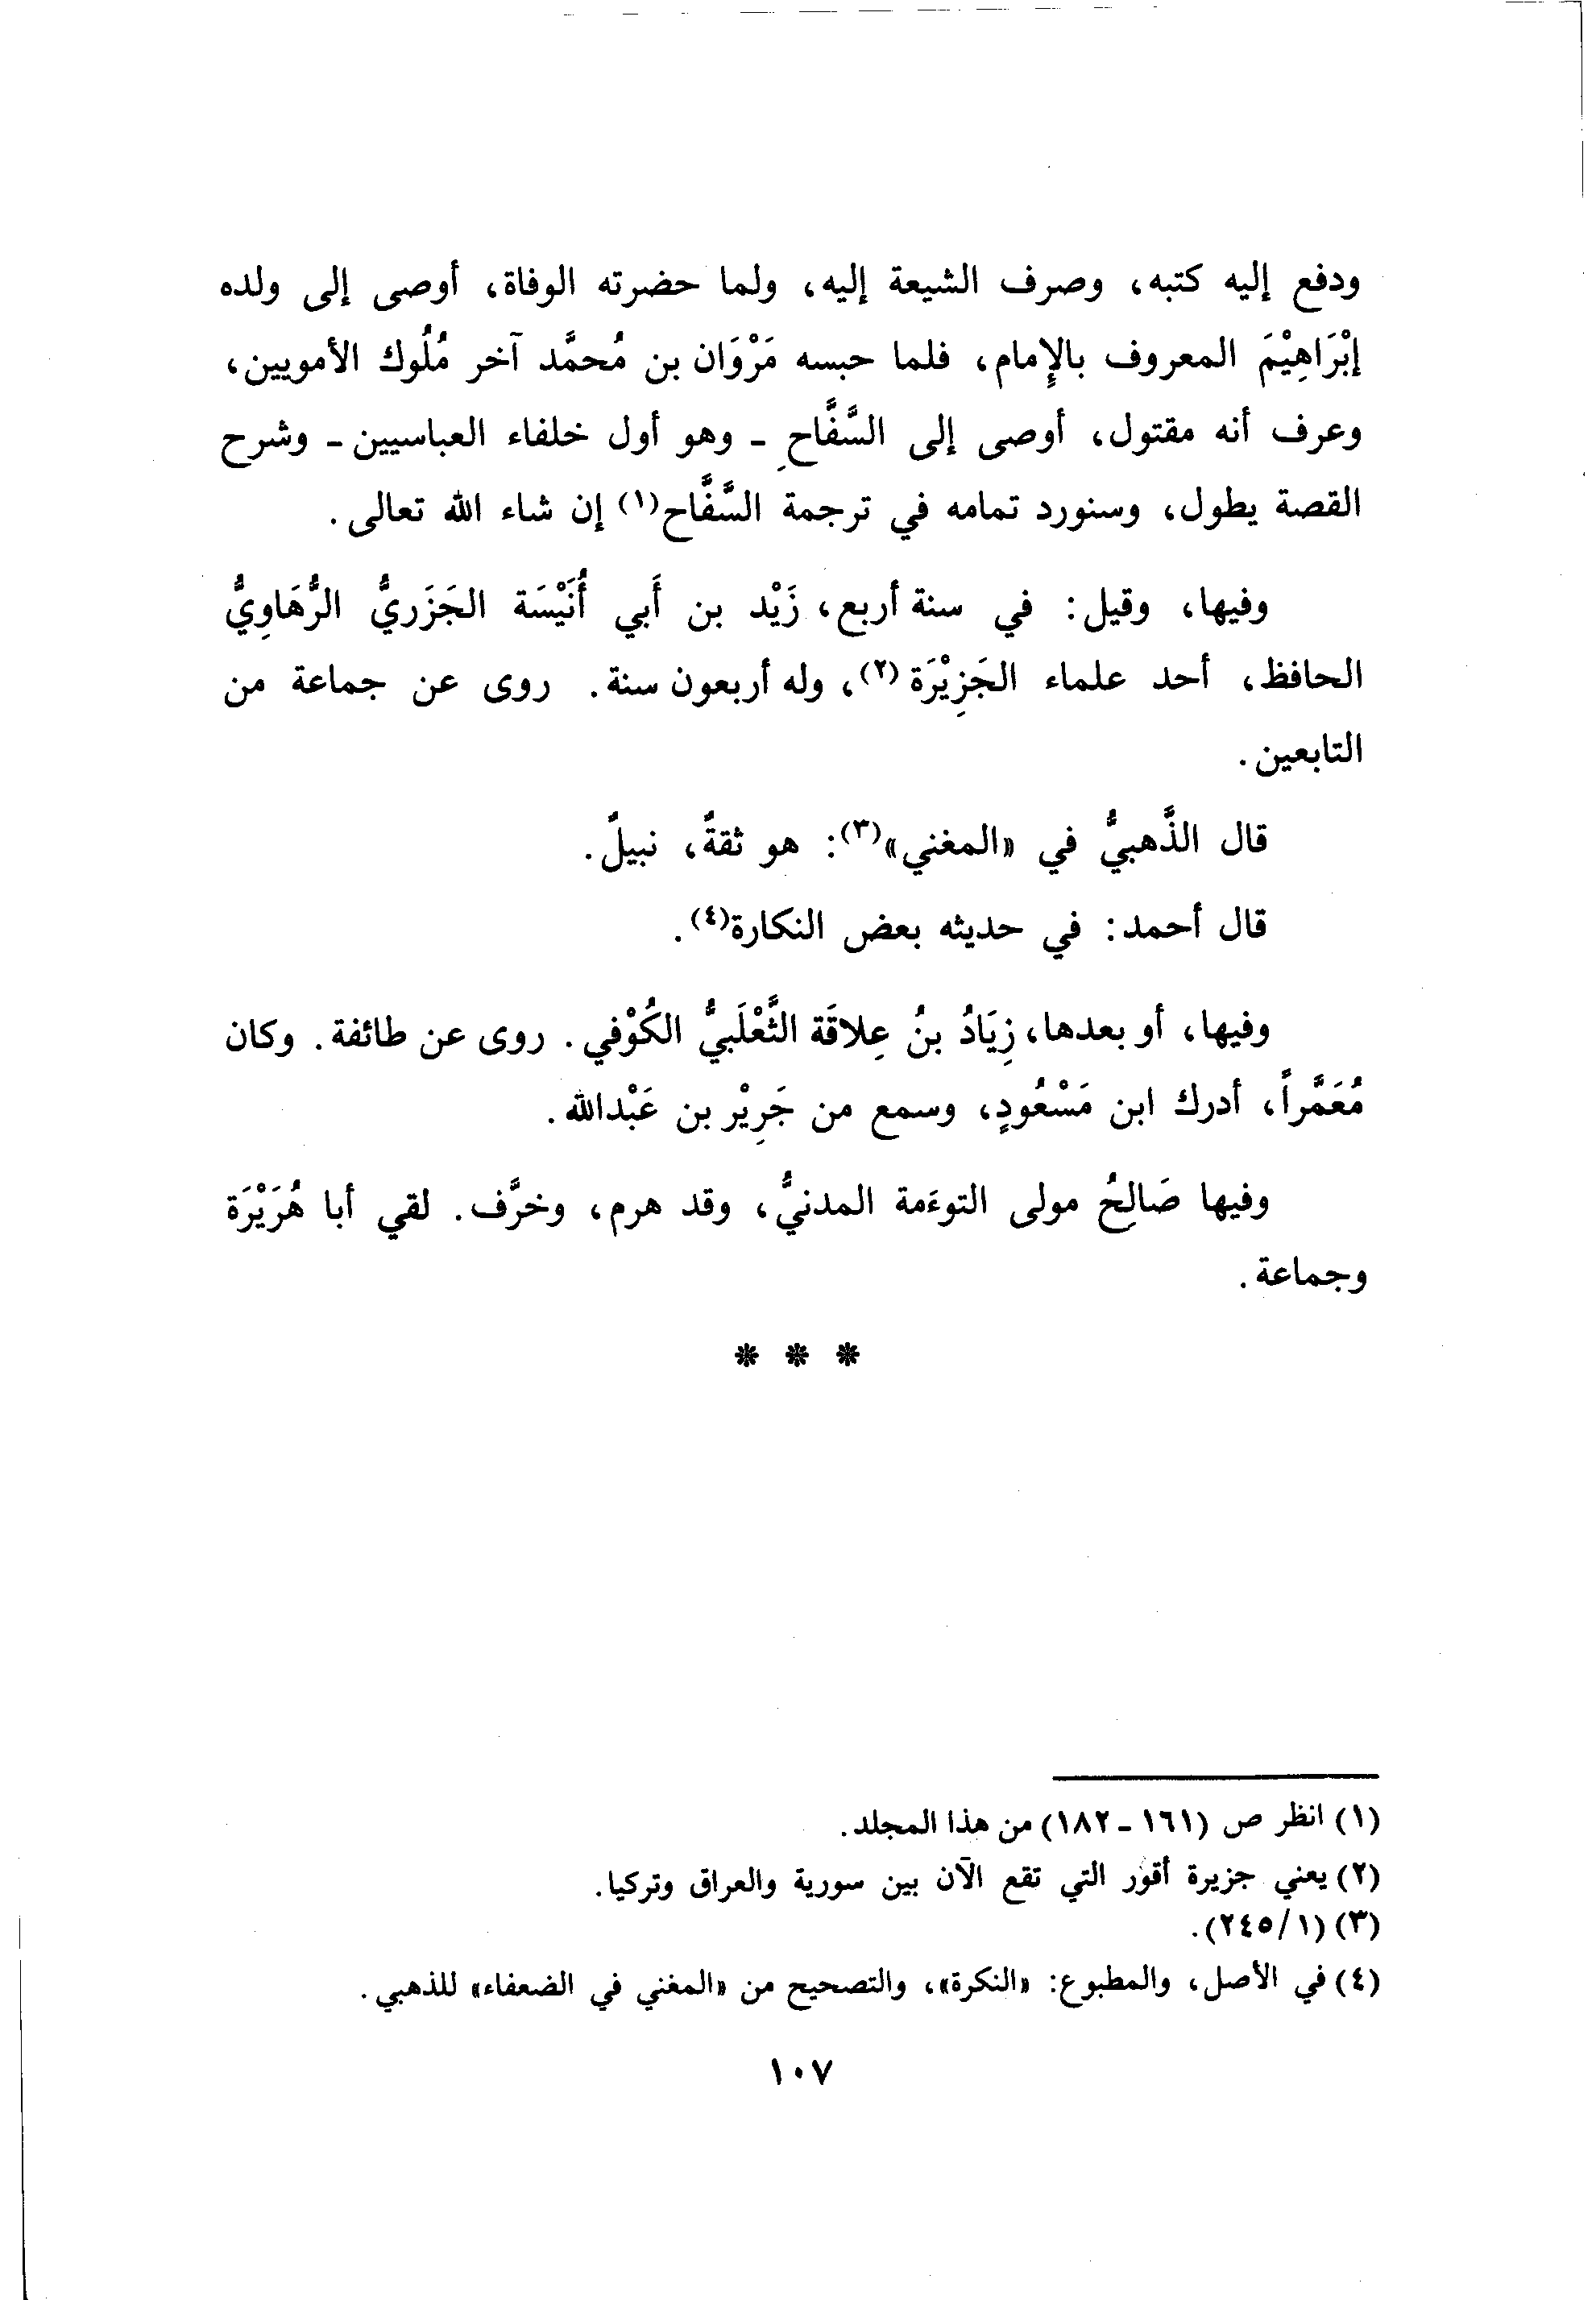 ودفع إليه كتبه، وصرف الشيعة إليه، ولما حضرته الوفاة، أوصى إلى ولده
إبْرَاهِيْمَ المعروف بالإمام، فلما حبسه مَرْوَان بن مُحمَّد آخر مُلُوك الأمويين،
وعرف أنه مقتول، أوصى إلى السَّفَّاحِ ـ وهو أول خلفاء العباسيين ـ وشرح
القصة يطول، وسنورد تمامه في ترجمة السَّفَّاح(١) إن شاء الله تعالى.
وفيها، وقيل: في سنة أربع، زَيْد بن أَبي أُنَيْسَة الجَزَريُّ الرُّهَاوِيُّ
الحافظ، أحد علماء الجَزِيْرَة(٢)، وله أربعون سنة. روى عن جماعة من
التابعين.
قال الذَّهبيُّ في «المغني»(٣): هو ثقةٌ، نبيلٌ.
قال أحمد: في حديثه بعض النكارة(٤).
وفيها، أو بعدها، زِيَادُ بنُ عِلاقَة الثَّعْلَبيُّ الكُوْفي. روى عن طائفة. وكان
مُعَمَّراً، أدرك ابن مَسْعُودٍ، وسمع من جَرِيْر بن عَبْدالله.
وفيها صَالِحُ مولى التوءَمة المدنيُّ، وقد هرم، وخرَّف. لقي أبا هُرَيْرَة
وجماعة.
* * *
(١) انظر ص (١٦١ ـ ١٨٢) من هذا المجلد.
(٢) يعني جزيرة أقور التي تقع الآن بين سورية والعراق وتركيا.
(٣) (١/ ٢٤٥).
(٤) في الأصل، والمطبوع: «النكرة»، والتصحيح من «المغني في الضعفاء» للذهبي.
١٠٧